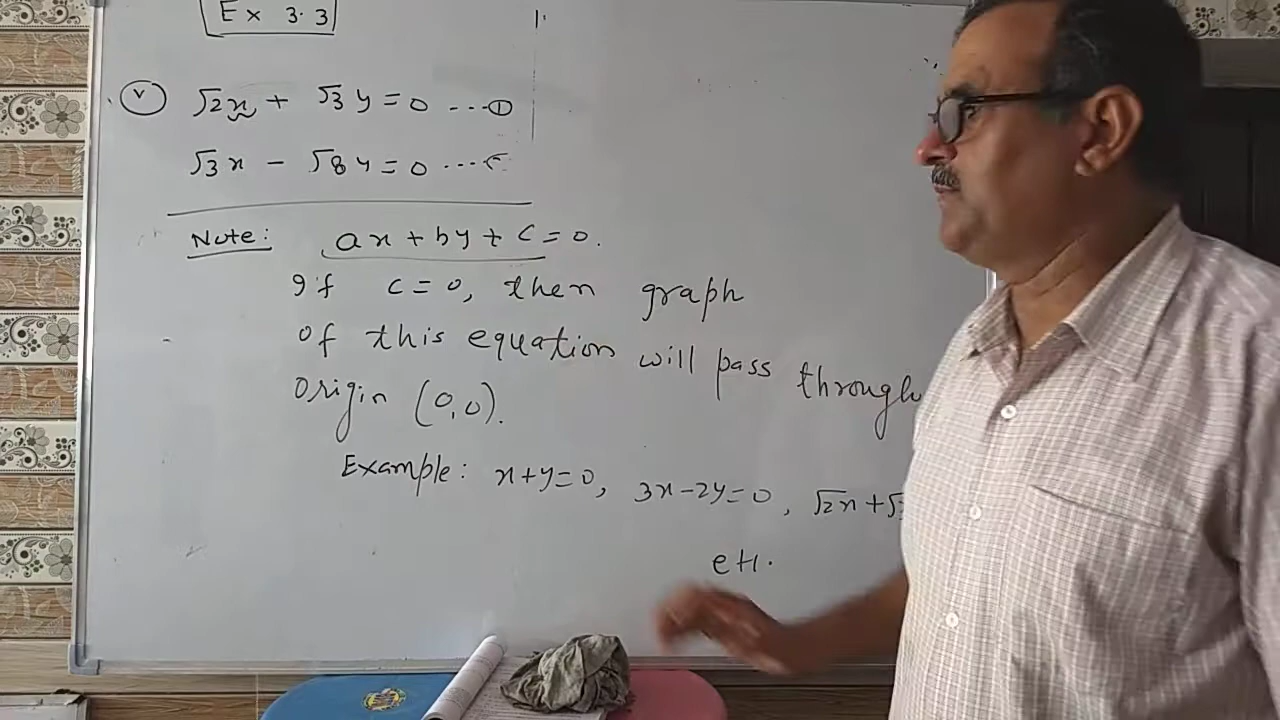 Ex 3.3
(v) √2x + √3y = 0 ---- ①
√3x - √8y = 0 ----
Note: ax + by + c = 0.
If c = 0, then graph
of this equation will pass through
origin (0,0).
Example: x+y=0, 3x-2y=0, √2x+√3
etc.